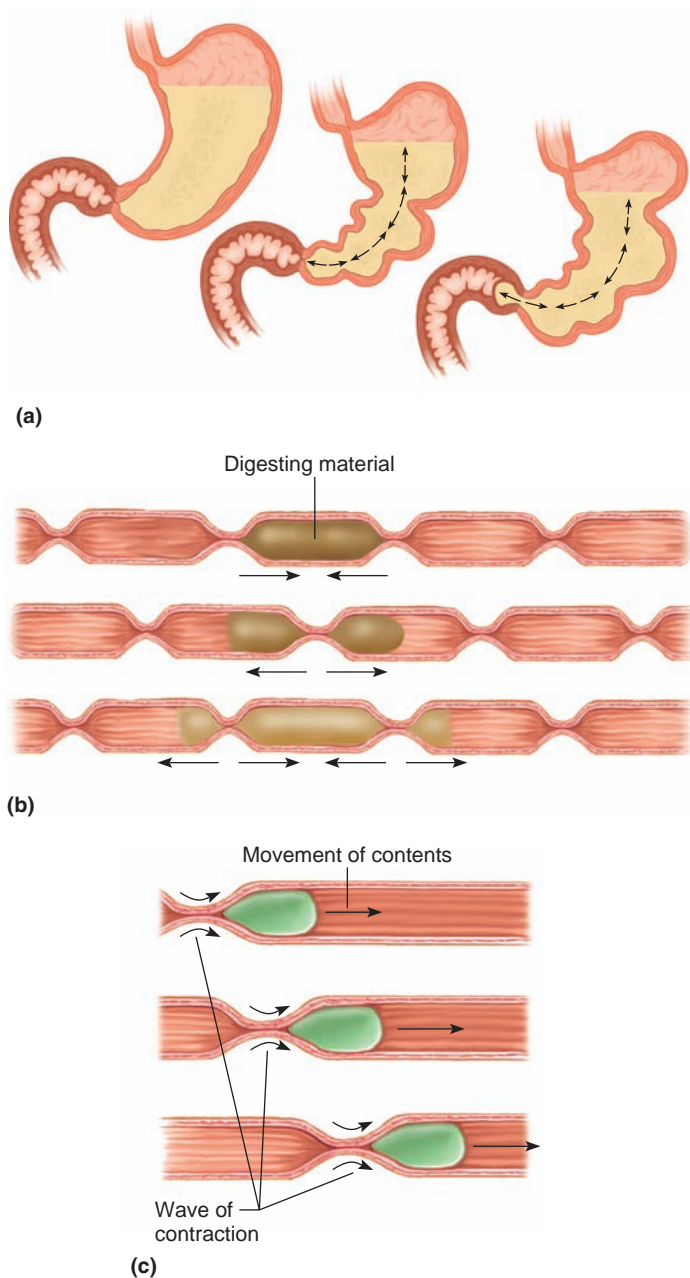 (a)
Digesting material
(b)
Movement of contents
Wave of
contraction
(c)